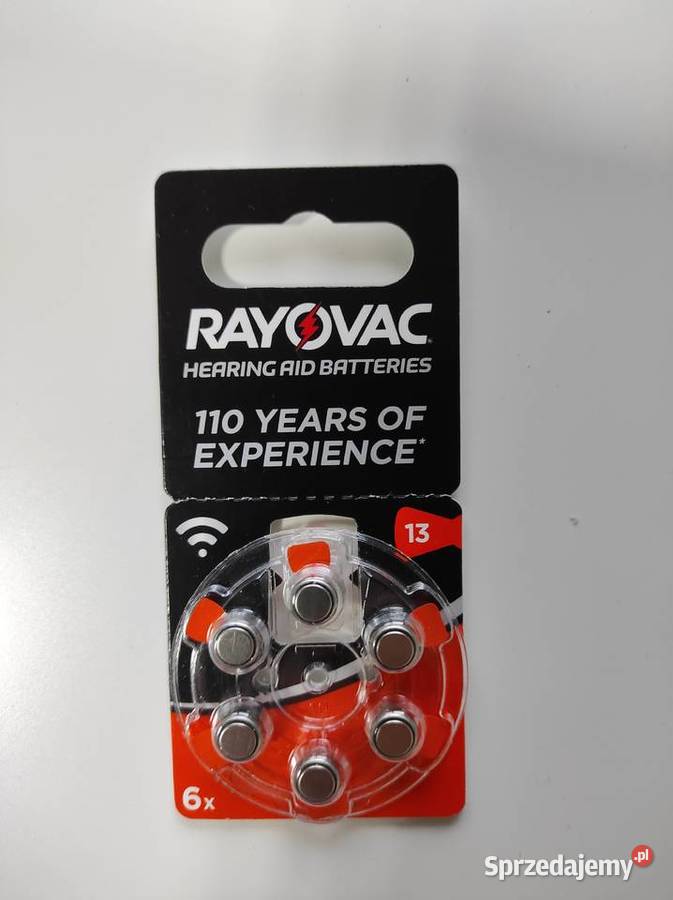 RAYOVAC
HEARING AID BATTERIES
110 YEARS OF
EXPERIENCE*
13
6x
Sprzedajemy.pl